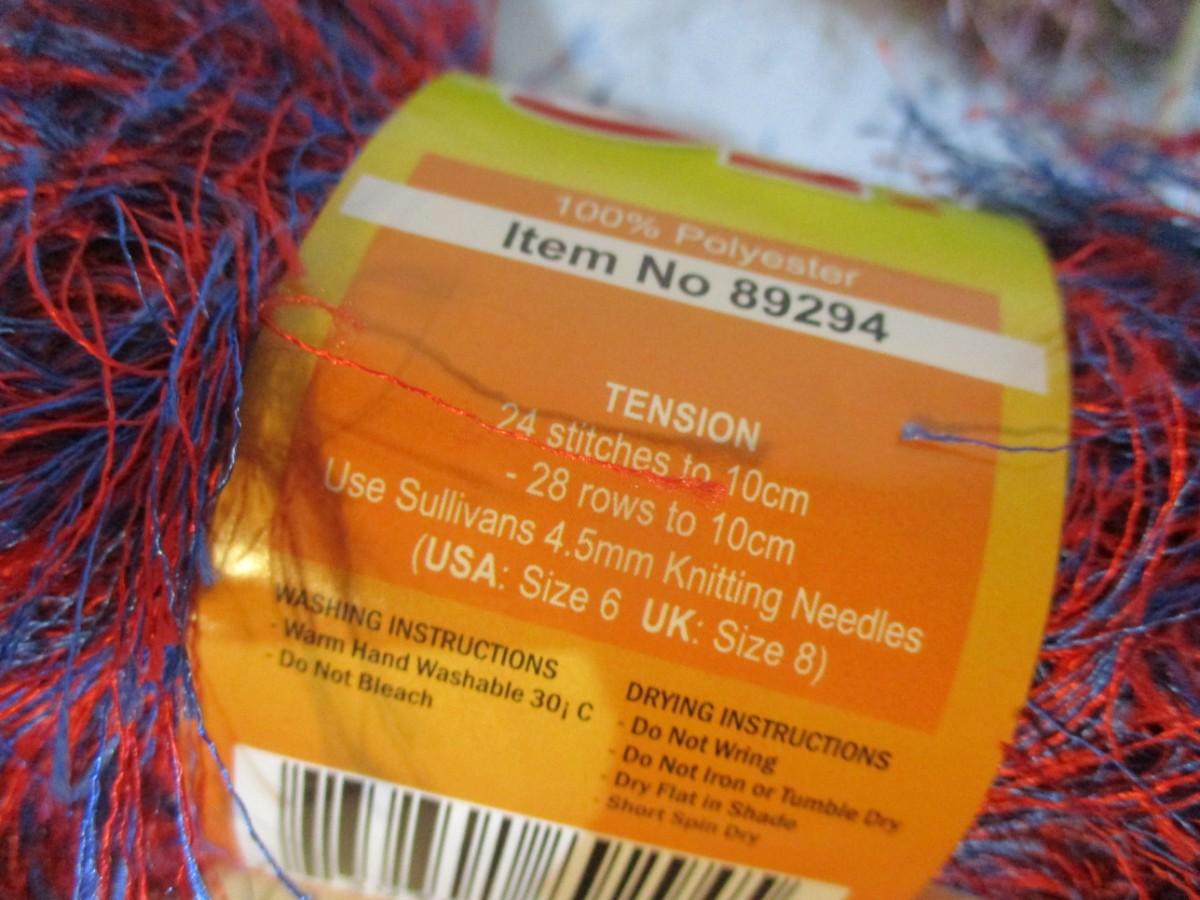 100% Polyester
Item No 89294
TENSION
24 stitches to 10cm
- 28 rows to 10cm
Use Sullivans 4.5mm Knitting Needles
(USA: Size 6 UK: Size 8)
WASHING INSTRUCTIONS
- Warm Hand Washable 30¡ C
- Do Not Bleach
DRYING INSTRUCTIONS
- Do Not Wring
- Do Not Iron or Tumble Dry
- Dry Flat in Shade
- Short Spin Dry